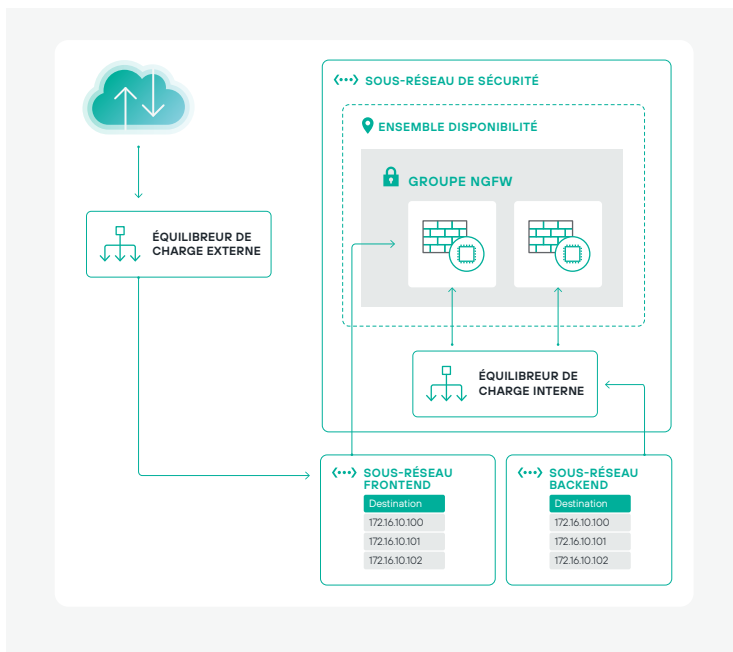 SOUS-RÉSEAU DE SÉCURITÉ
ENSEMBLE DISPONIBILITÉ
GROUPE NGFW
ÉQUILIBREUR DE
CHARGE EXTERNE
ÉQUILIBREUR DE
CHARGE INTERNE
SOUS-RÉSEAU
FRONTEND
Destination
172.16.10.100
172.16.10.101
172.16.10.102
SOUS-RÉSEAU
BACKEND
Destination
172.16.10.100
172.16.10.101
172.16.10.102